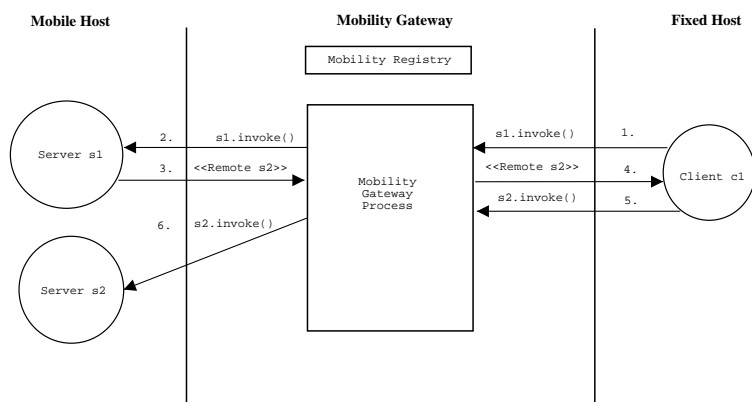 Mobile Host
Mobility Gateway
Fixed Host
Mobility Registry
2. s1.invoke()
s1.invoke() 1.
Server s1
3. <<Remote s2>>
<<Remote s2>> 4.
Client c1
Mobility
Gateway
Process
s2.invoke() 5.
6. s2.invoke()
Server s2